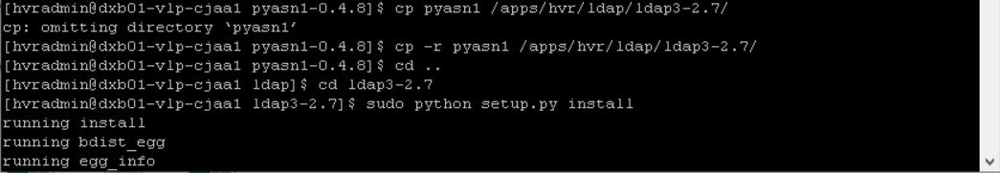 [hvradmin@dxb01-vlp-cjaa1 pyasn1-0.4.8]$ cp pyasn1 /apps/hvr/ldap/ldap3-2.7/
cp: omitting directory ‘pyasn1’
[hvradmin@dxb01-vlp-cjaa1 pyasn1-0.4.8]$ cp -r pyasn1 /apps/hvr/ldap/ldap3-2.7/
[hvradmin@dxb01-vlp-cjaa1 pyasn1-0.4.8]$ cd ..
[hvradmin@dxb01-vlp-cjaa1 ldap]$ cd ldap3-2.7
[hvradmin@dxb01-vlp-cjaa1 ldap3-2.7]$ sudo python setup.py install
running install
running bdist_egg
running egg_info